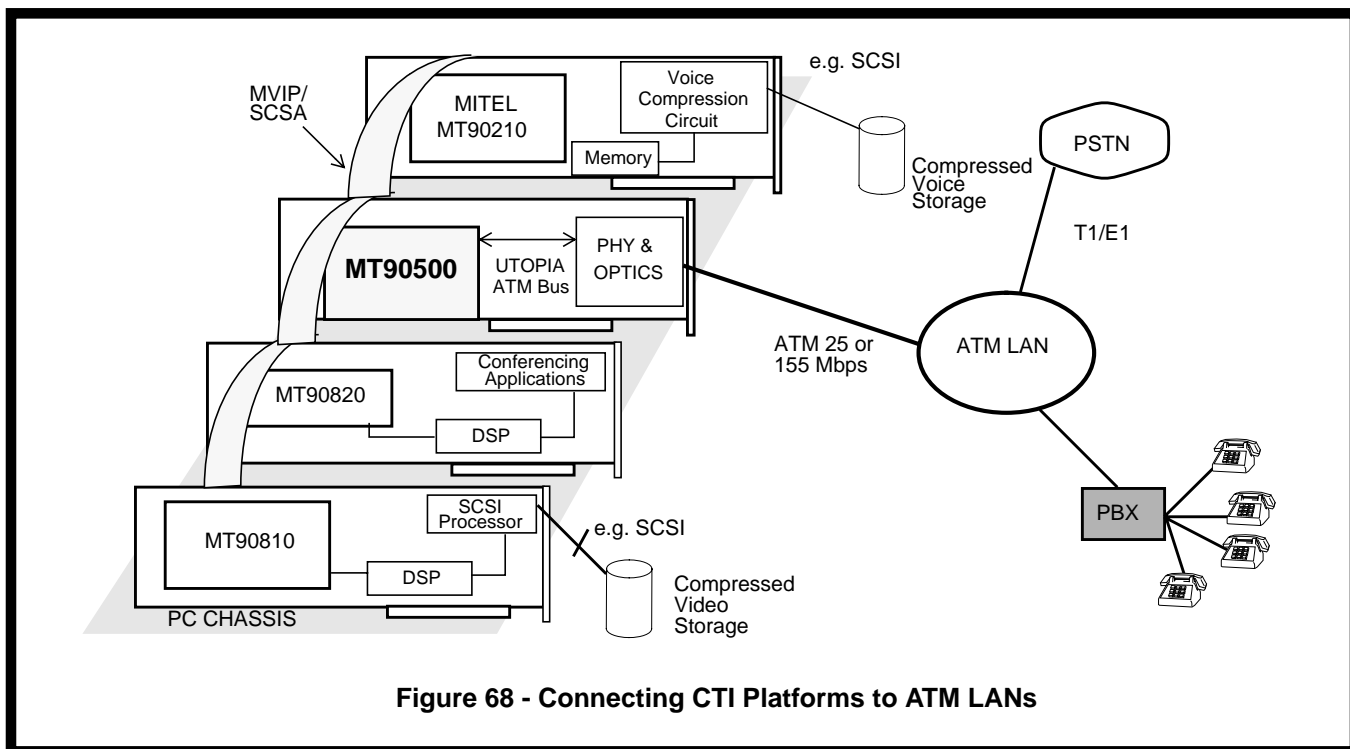 MVIP/
SCSA
MITEL
MT90210
Voice
Compression
Circuit
Memory
e.g. SCSI
Compressed
Voice
Storage
PSTN
T1/E1
MT90500
UTOPIA
ATM Bus
PHY &
OPTICS
ATM 25 or
155 Mbps
ATM LAN
MT90820
Conferencing
Applications
DSP
PBX
MT90810
SCSI
Processor
DSP
e.g. SCSI
Compressed
Video
Storage
PC CHASSIS
Figure 68 - Connecting CTI Platforms to ATM LANs